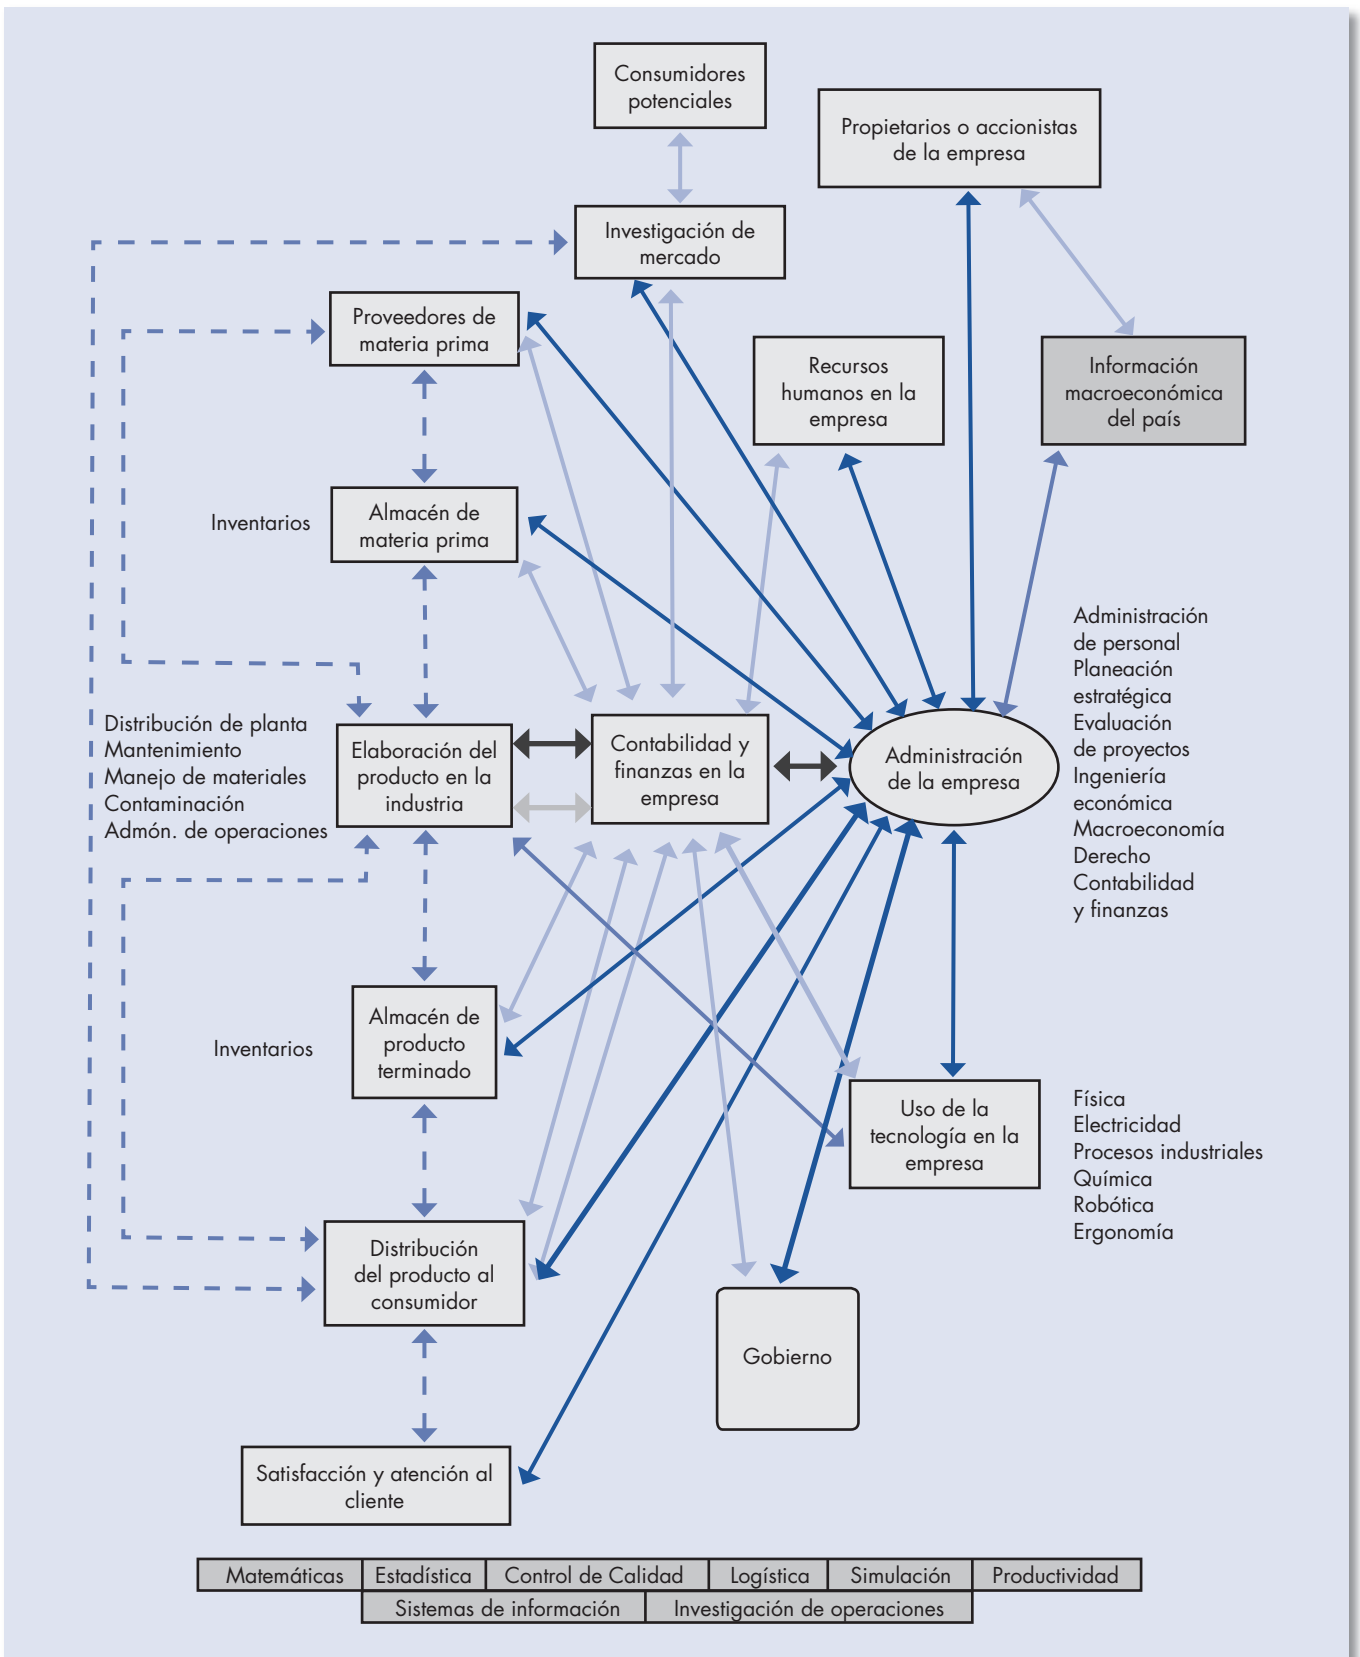 Consumidores
potenciales
Propietarios o accionistas
de la empresa
Investigación de
mercado
Proveedores de
materia prima
Recursos
humanos en la
empresa
Información
macroeconómica
del país
Inventarios
Almacén de
materia prima
Administración
de personal
Planeación
estratégica
Evaluación
de proyectos
Ingeniería
económica
Macroeconomía
Derecho
Contabilidad
y finanzas
Distribución de planta
Mantenimiento
Manejo de materiales
Contaminación
Admón. de operaciones
Elaboración del
producto en la
industria
Contabilidad y
finanzas en la
empresa
Administración
de la empresa
Inventarios
Almacén de
producto
terminado
Uso de la
tecnología en la
empresa
Física
Electricidad
Procesos industriales
Química
Robótica
Ergonomía
Distribución
del producto al
consumidor
Gobierno
Satisfacción y atención al
cliente
Matemáticas Estadística Control de Calidad Logística Simulación Productividad
Sistemas de información Investigación de operaciones